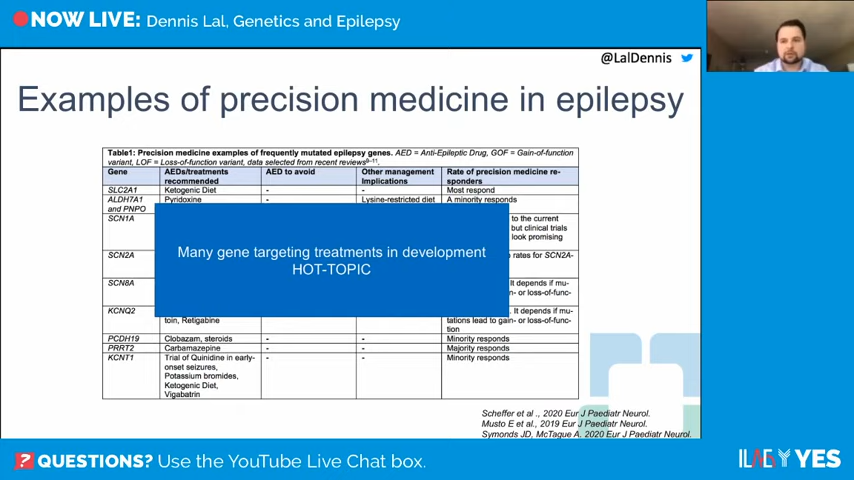 NOW LIVE: Dennis Lal, Genetics and Epilepsy
@LalDennis
Examples of precision medicine in epilepsy
Table1: Precision medicine examples of frequently mutated epilepsy genes. AED = Anti-Epileptic Drug, GOF = Gain-of-function
variant, LOF = Loss-of-function variant, data selected from recent reviews⁹⁻¹¹.
Gene AEDs/treatments recommended AED to avoid Other management Implications Rate of precision medicine re-sponders
SLC2A1 Ketogenic Diet - - Most respond
ALDH7A1 and PNPO Pyridoxine - Lysine-restricted diet A minority responds
SCN1A to the current
but clinical trials
look promising
SCN2A rates for SCN2A-
SCN8A It depends if mu-
n- or loss-of-func-
KCNQ2 . It depends if mu-
toin, Retigabine tations lead to gain- or loss-of-func-
tion
PCDH19 Clobazam, steroids - - Minority responds
PRRT2 Carbamazepine - - Majority responds
KCNT1 Trial of Quinidine in early- - - Minority responds
onset seizures,
Potassium bromides,
Ketogenic Diet,
Vigabatrin
Many gene targeting treatments in development
HOT-TOPIC
Scheffer et al ., 2020 Eur J Paediatr Neurol.
Musto E et al., 2019 Eur J Paediatr Neurol.
Symonds JD, McTague A. 2020 Eur J Paediatr Neurol.
? QUESTIONS? Use the YouTube Live Chat box.
ILAE YES